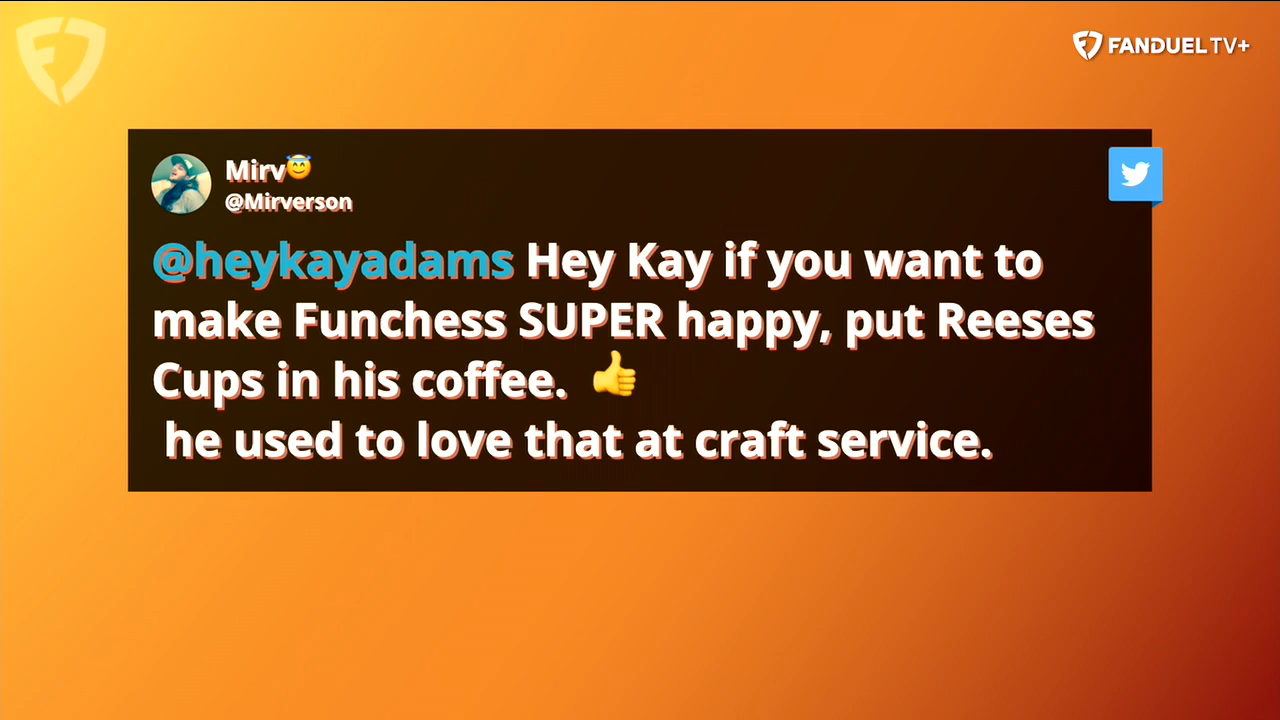 FANDUEL TV+
Mirv😇
@Mirverson
@heykayadams Hey Kay if you want to
make Funchess SUPER happy, put Reeses
Cups in his coffee. 👍
he used to love that at craft service.